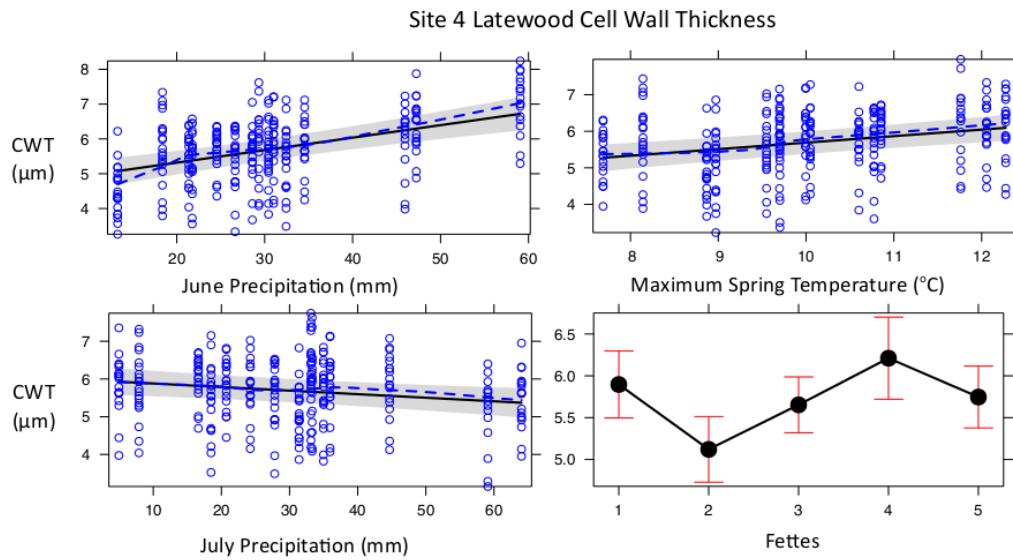 Site 4 Latewood Cell Wall Thickness
8
7
6
5
4
CWT
(µm)
20 30 40 50 60
June Precipitation (mm)
7
6
5
4
8 9 10 11 12
Maximum Spring Temperature (°C)
7
6
5
4
CWT
(µm)
10 20 30 40 50 60
July Precipitation (mm)
6.5
6.0
5.5
5.0
1 2 3 4 5
Fettes